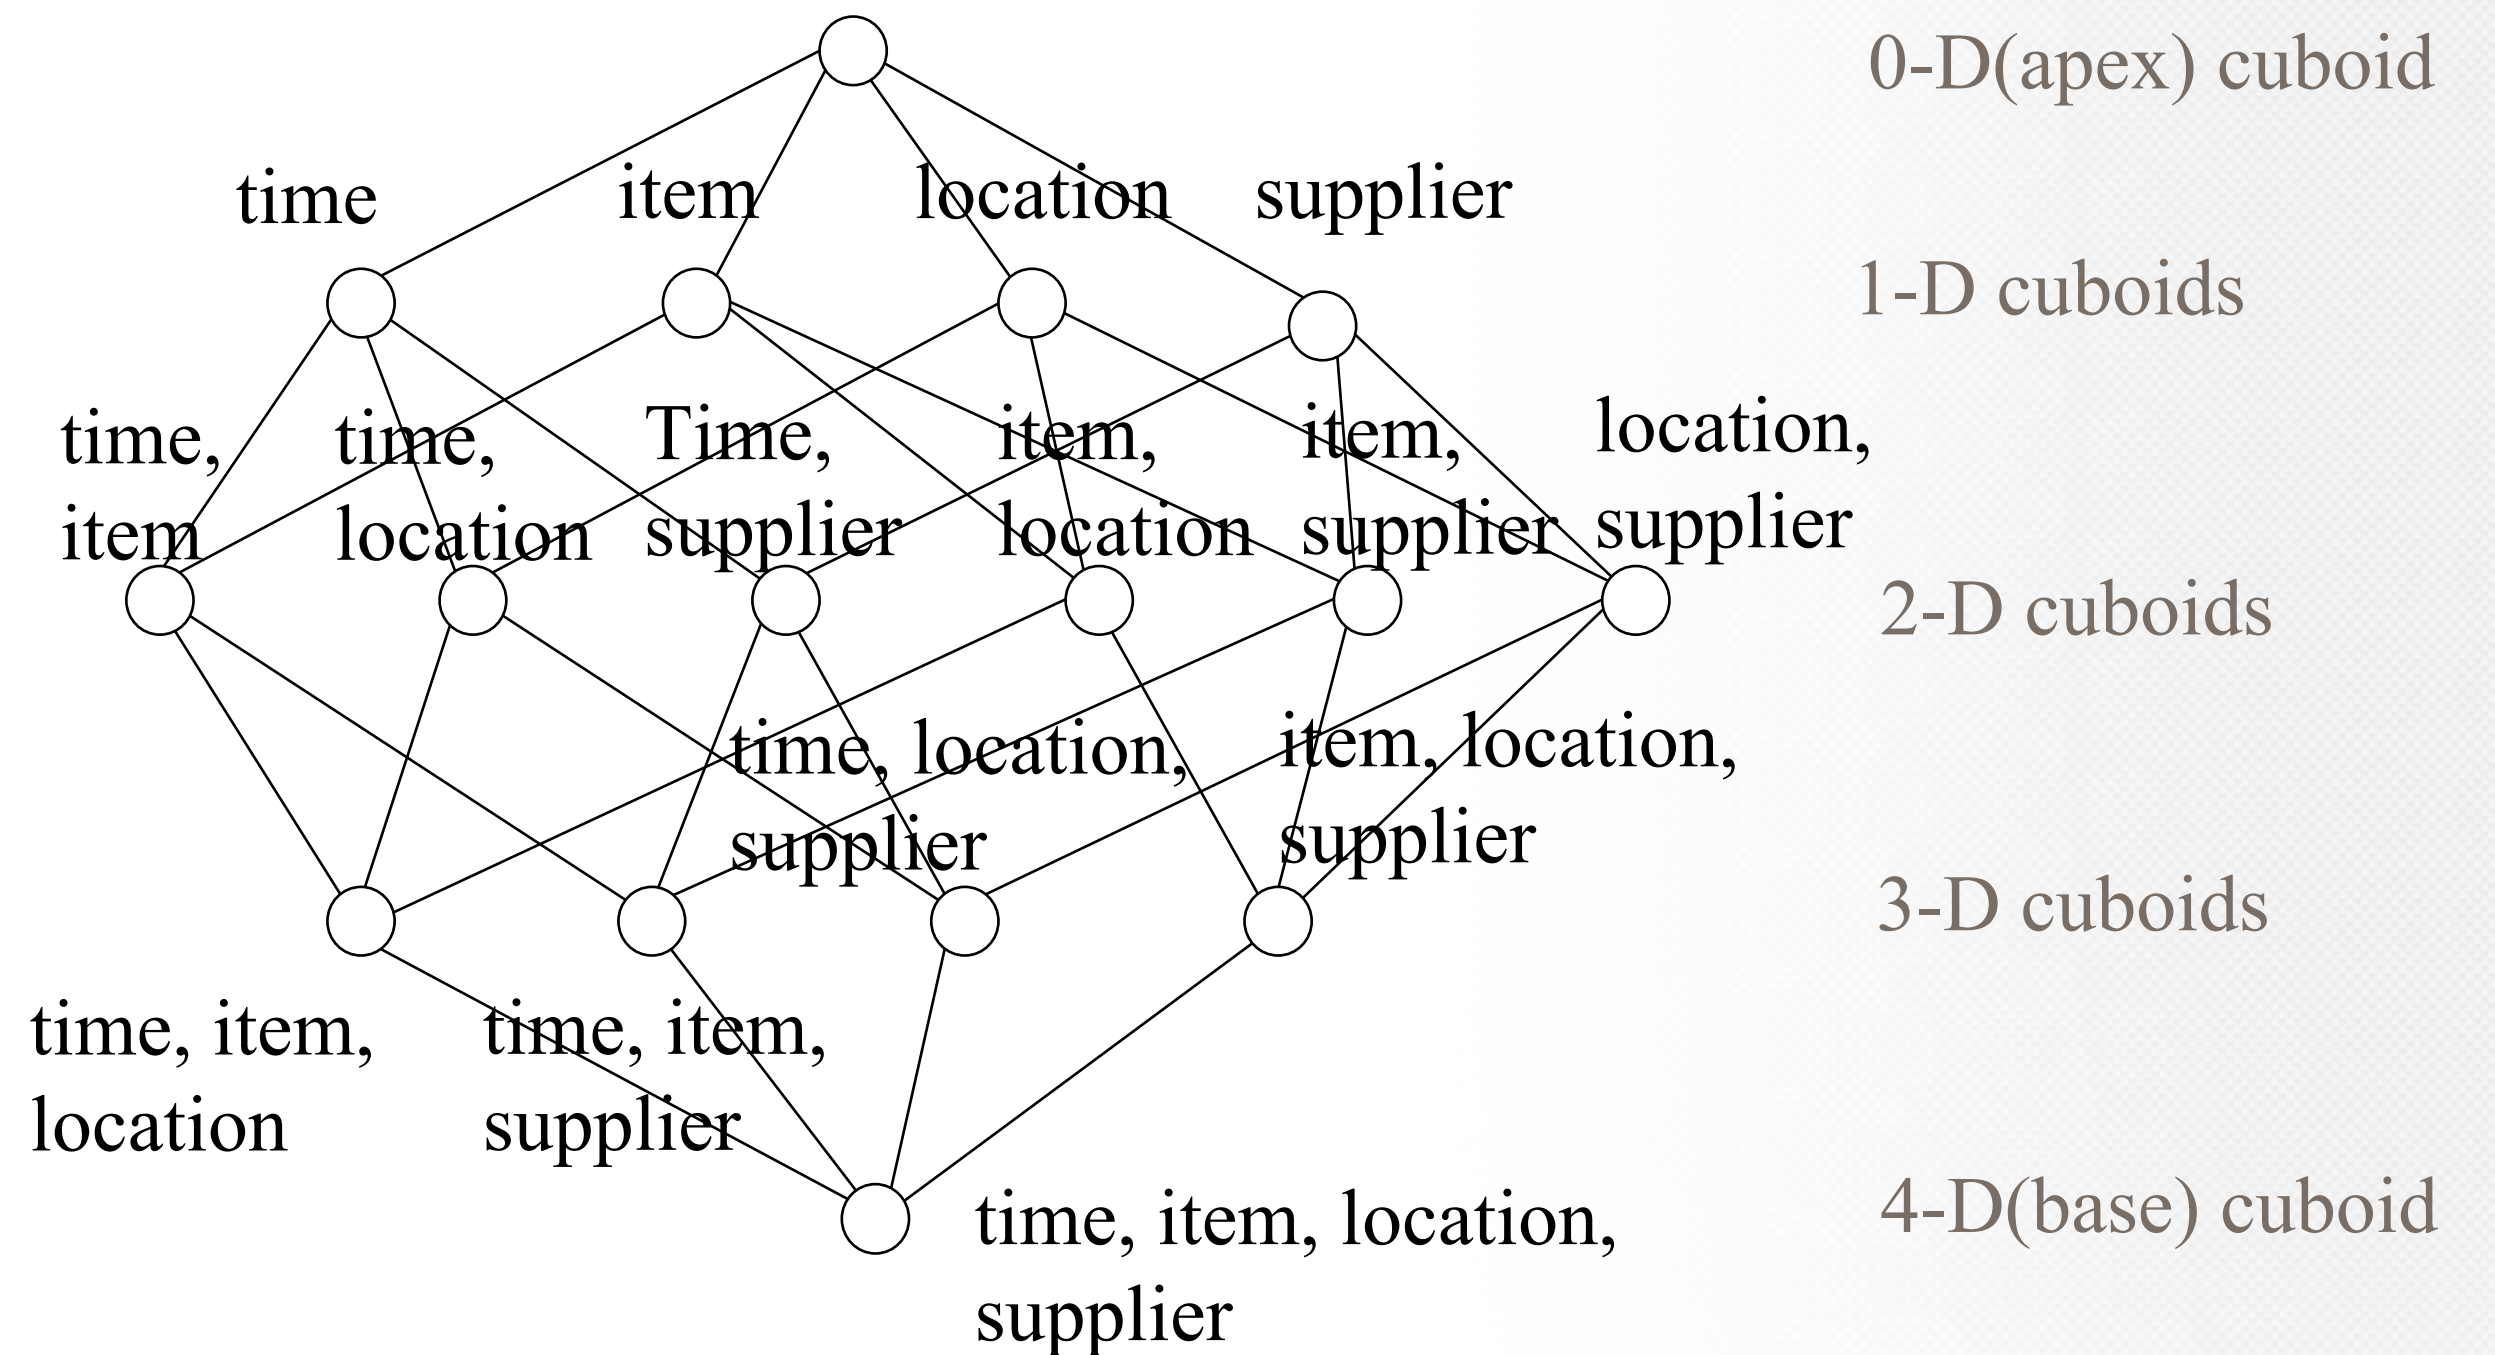 0-D(apex) cuboid
time
item
location
supplier
1-D cuboids
time,
item
time,
location
Time,
supplier
item,
location
item,
supplier
location,
supplier
2-D cuboids
time, location,
supplier
item, location,
supplier
3-D cuboids
time, item,
location
time, item,
supplier
4-D(base) cuboid
time, item, location,
supplier